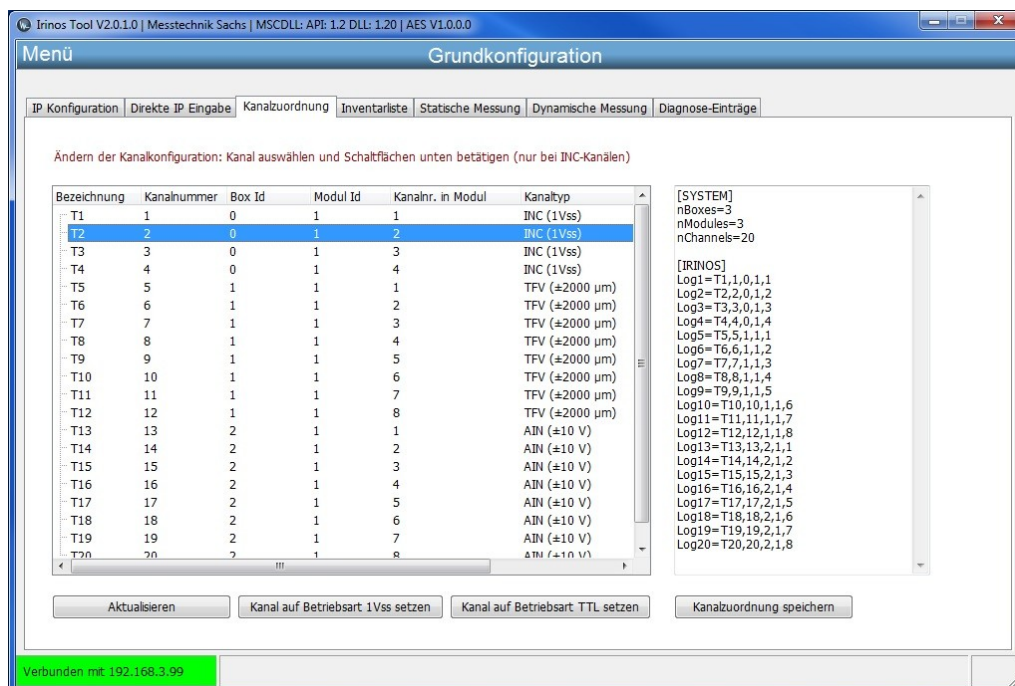 Irinos Tool V2.0.1.0 | Messtechnik Sachs | MSCDLL: API: 1.2 DLL: 1.20 | AES V1.0.0.0
Menü Grundkonfiguration
IP Konfiguration Direkte IP Eingabe Kanalzuordnung Inventarliste Statische Messung Dynamische Messung Diagnose-Einträge
Ändern der Kanalkonfiguration: Kanal auswählen und Schaltflächen unten betätigen (nur bei INC-Kanälen)
Bezeichnung Kanalnummer Box Id Modul Id Kanalnr. in Modul Kanaltyp
T1 1 0 1 1 INC (1Vss)
T2 2 0 1 2 INC (1Vss)
T3 3 0 1 3 INC (1Vss)
T4 4 0 1 4 INC (1Vss)
T5 5 1 1 1 TFV (±2000 µm)
T6 6 1 1 2 TFV (±2000 µm)
T7 7 1 1 3 TFV (±2000 µm)
T8 8 1 1 4 TFV (±2000 µm)
T9 9 1 1 5 TFV (±2000 µm)
T10 10 1 1 6 TFV (±2000 µm)
T11 11 1 1 7 TFV (±2000 µm)
T12 12 1 1 8 TFV (±2000 µm)
T13 13 2 1 1 AIN (±10 V)
T14 14 2 1 2 AIN (±10 V)
T15 15 2 1 3 AIN (±10 V)
T16 16 2 1 4 AIN (±10 V)
T17 17 2 1 5 AIN (±10 V)
T18 18 2 1 6 AIN (±10 V)
T19 19 2 1 7 AIN (±10 V)
T20 20 2 1 8 AIN (±10 V)
[SYSTEM]
nBoxes=3
nModules=3
nChannels=20
[IRINOS]
Log1=T1,1,0,1,1
Log2=T2,2,0,1,2
Log3=T3,3,0,1,3
Log4=T4,4,0,1,4
Log5=T5,5,1,1,1
Log6=T6,6,1,1,2
Log7=T7,7,1,1,3
Log8=T8,8,1,1,4
Log9=T9,9,1,1,5
Log10=T10,10,1,1,6
Log11=T11,11,1,1,7
Log12=T12,12,1,1,8
Log13=T13,13,2,1,1
Log14=T14,14,2,1,2
Log15=T15,15,2,1,3
Log16=T16,16,2,1,4
Log17=T17,17,2,1,5
Log18=T18,18,2,1,6
Log19=T19,19,2,1,7
Log20=T20,20,2,1,8
Aktualisieren Kanal auf Betriebsart 1Vss setzen Kanal auf Betriebsart TTL setzen Kanalzuordnung speichern
Verbunden mit 192.168.3.99